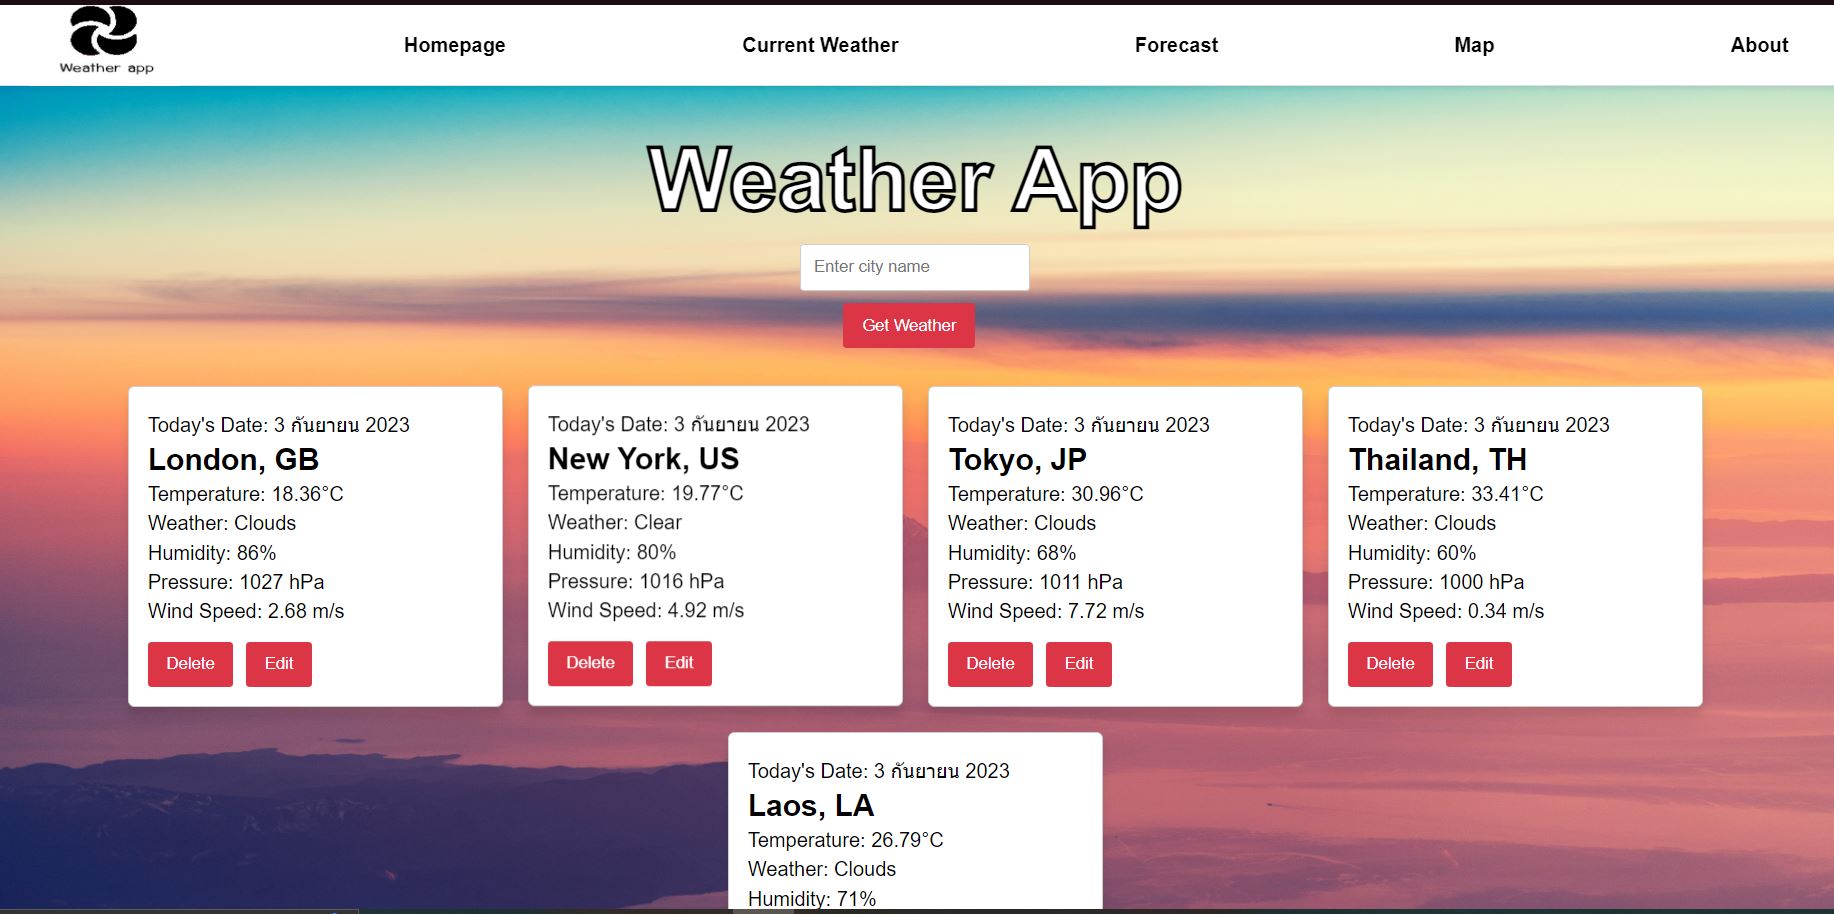 Weather app
Homepage
Current Weather
Forecast
Map
About
Weather App
Enter city name
Get Weather
Today's Date: 3 กันยายน 2023
London, GB
Temperature: 18.36°C
Weather: Clouds
Humidity: 86%
Pressure: 1027 hPa
Wind Speed: 2.68 m/s
Delete
Edit
Today's Date: 3 กันยายน 2023
New York, US
Temperature: 19.77°C
Weather: Clear
Humidity: 80%
Pressure: 1016 hPa
Wind Speed: 4.92 m/s
Delete
Edit
Today's Date: 3 กันยายน 2023
Tokyo, JP
Temperature: 30.96°C
Weather: Clouds
Humidity: 68%
Pressure: 1011 hPa
Wind Speed: 7.72 m/s
Delete
Edit
Today's Date: 3 กันยายน 2023
Thailand, TH
Temperature: 33.41°C
Weather: Clouds
Humidity: 60%
Pressure: 1000 hPa
Wind Speed: 0.34 m/s
Delete
Edit
Today's Date: 3 กันยายน 2023
Laos, LA
Temperature: 26.79°C
Weather: Clouds
Humidity: 71%